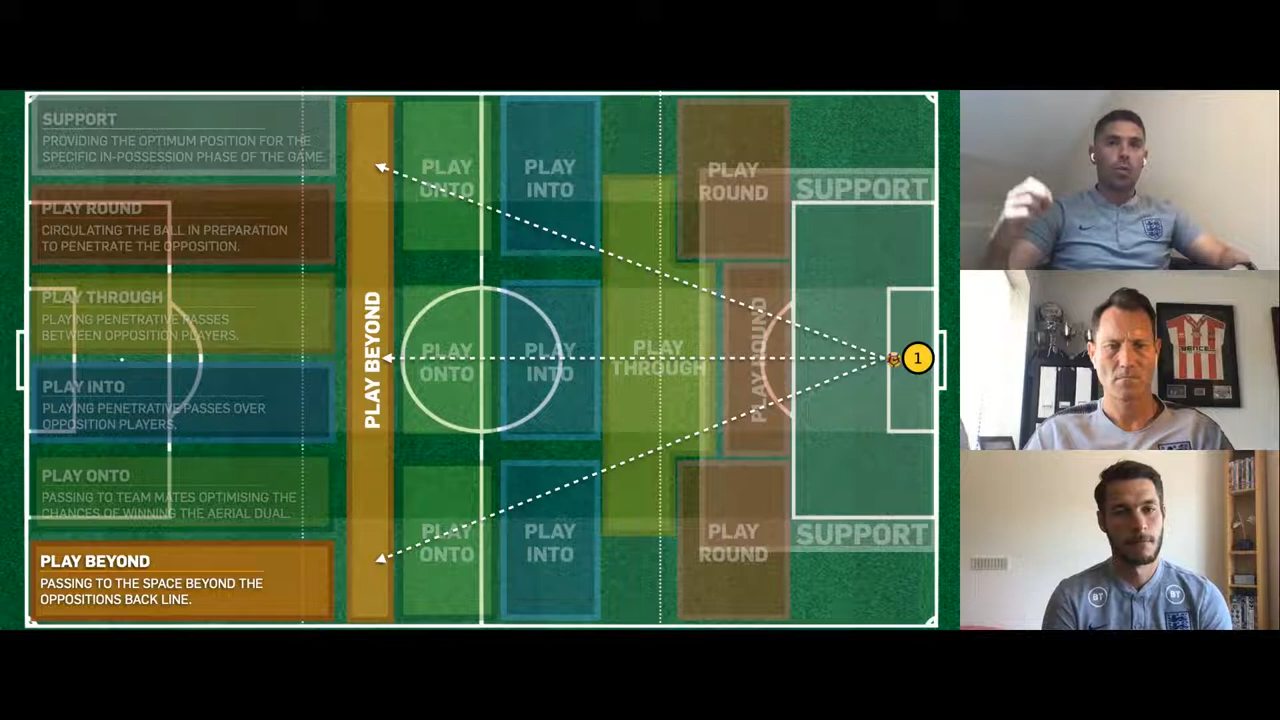 SUPPORT
PROVIDING THE OPTIMUM POSITION FOR THE
SPECIFIC IN-POSSESSION PHASE OF THE GAME.
PLAY ROUND
CIRCULATING THE BALL IN PREPARATION
TO PENETRATE THE OPPOSITION.
PLAY THROUGH
PLAYING PENETRATIVE PASSES
BETWEEN OPPOSITION PLAYERS.
PLAY INTO
PLAYING PENETRATIVE PASSES OVER
OPPOSITION PLAYERS.
PLAY ONTO
PASSING TO TEAM MATES OPTIMISING THE
CHANCES OF WINNING THE AERIAL DUAL.
PLAY BEYOND
PASSING TO THE SPACE BEYOND THE
OPPOSITIONS BACK LINE.
PLAY BEYOND
PLAY
ONTO
PLAY
ONTO
PLAY
ONTO
PLAY
INTO
PLAY
INTO
PLAY
INTO
PLAY
THROUGH
PLAY
ROUND
PLAY ROUND
PLAY
ROUND
SUPPORT
SUPPORT
1
BT
BT